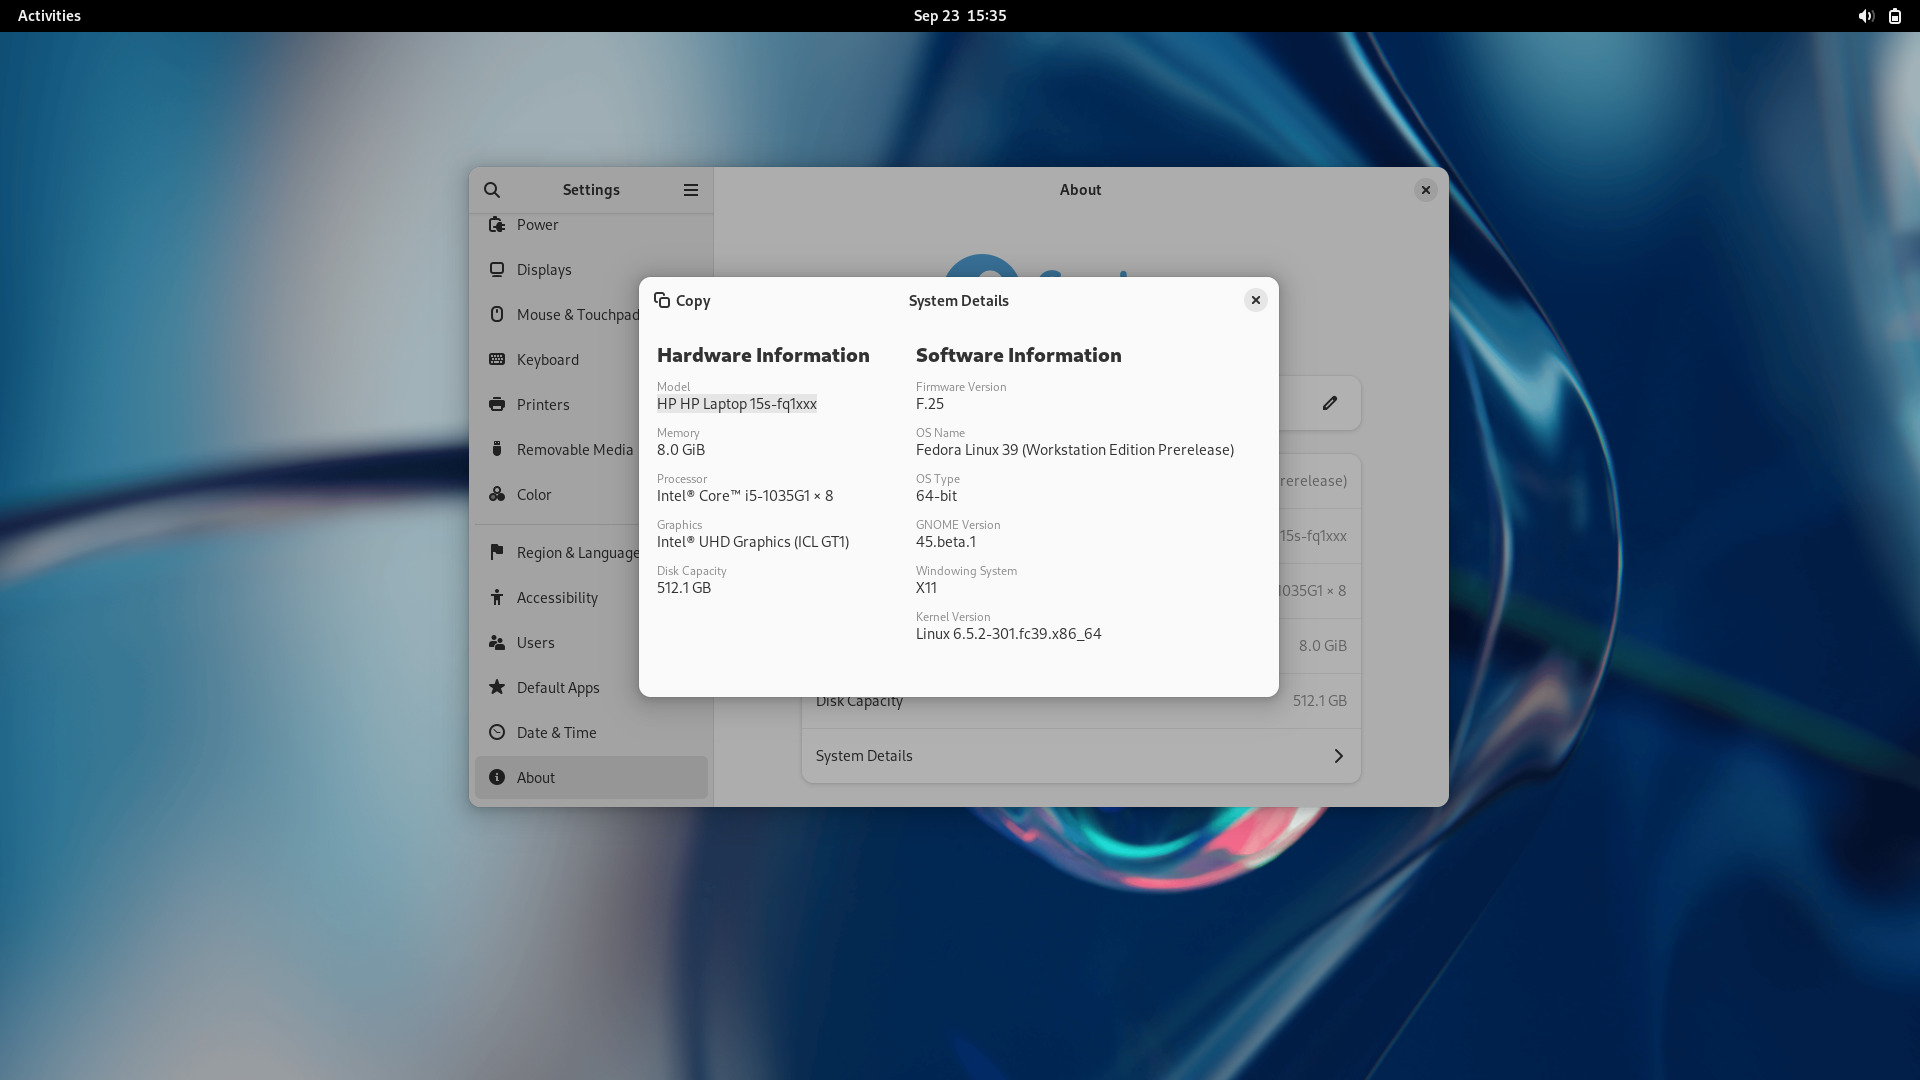 Activities
Sep 23 15:35
Settings
About
Power
Displays
Mouse & Touchpad
Keyboard
Printers
Removable Media
Color
Region & Language
Accessibility
Users
Default Apps
Date & Time
About
Copy
System Details
Hardware Information
Model
HP HP Laptop 15s-fq1xxx
Memory
8.0 GiB
Processor
Intel® Core™ i5-1035G1 × 8
Graphics
Intel® UHD Graphics (ICL GT1)
Disk Capacity
512.1 GB
Software Information
Firmware Version
F.25
OS Name
Fedora Linux 39 (Workstation Edition Prerelease)
OS Type
64-bit
GNOME Version
45.beta.1
Windowing System
X11
Kernel Version
Linux 6.5.2-301.fc39.x86_64
rerelease)
15s-fq1xxx
1035G1 × 8
8.0 GiB
Disk Capacity
512.1 GB
System Details